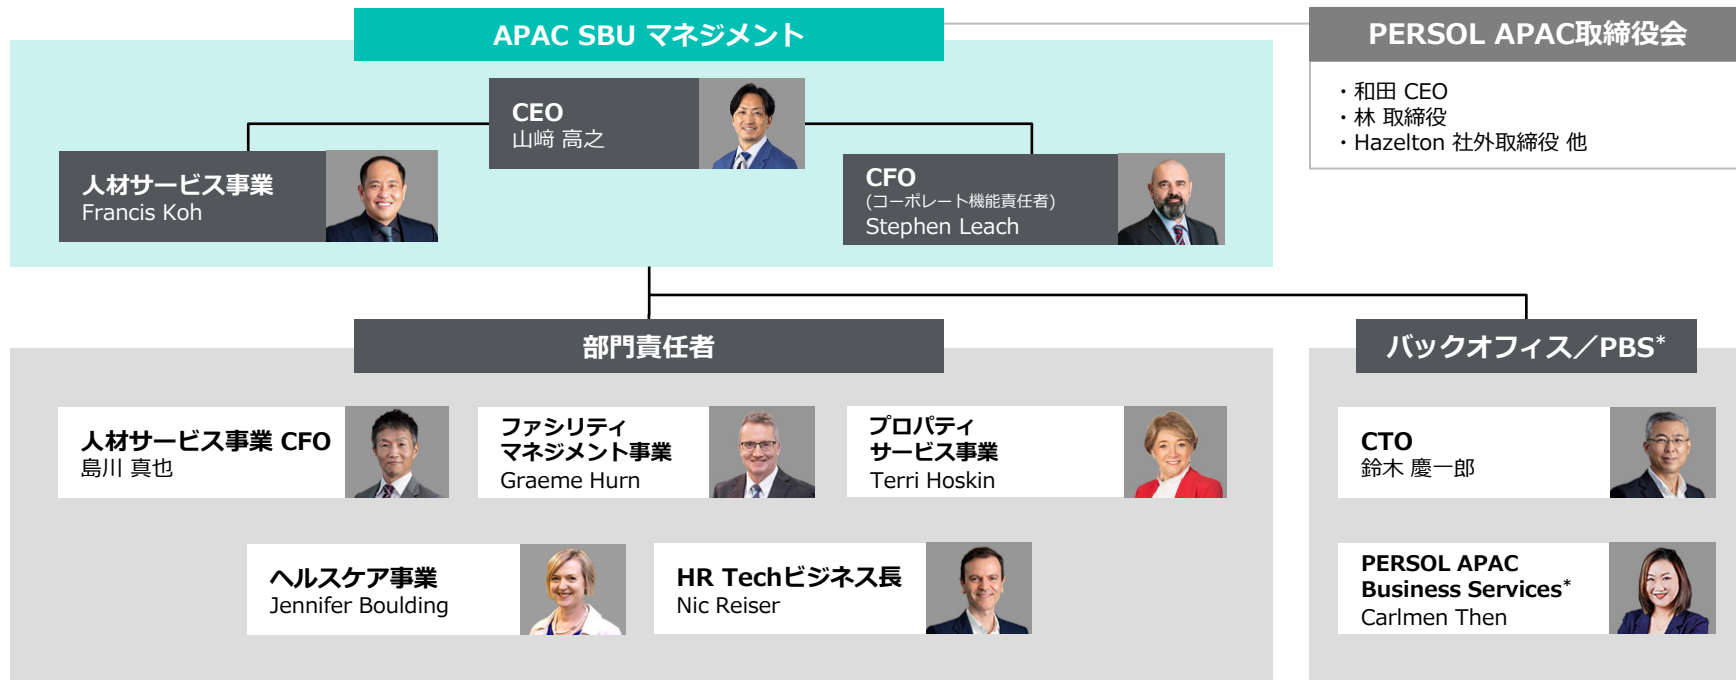 APAC SBU マネジメント
PERSOL APAC取締役会
・和田 CEO
・林 取締役
・Hazelton 社外取締役 他
CEO
山﨑 高之
人材サービス事業
Francis Koh
CFO
(コーポレート機能責任者)
Stephen Leach
部門責任者
バックオフィス／PBS*
人材サービス事業 CFO
島川 真也
ファシリティ
マネジメント事業
Graeme Hurn
プロパティ
サービス事業
Terri Hoskin
CTO
鈴木 慶一郎
ヘルスケア事業
Jennifer Boulding
HR Techビジネス長
Nic Reiser
PERSOL APAC
Business Services*
Carlmen Then